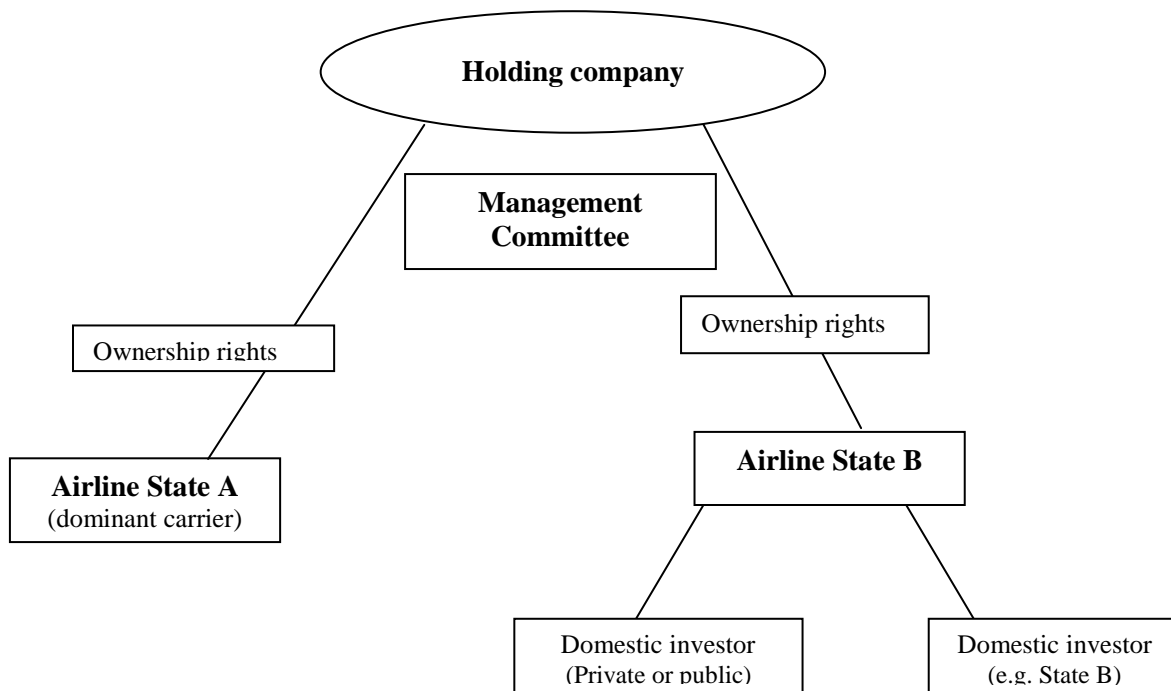 Holding company
Management
Committee
Ownership rights
Ownership rights
Airline State B
Airline State A
(dominant carrier)
Domestic investor
(Private or public)
Domestic investor
(e.g. State B)